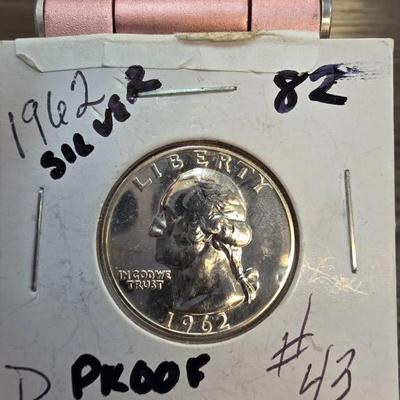 1962
SILVER
82
LIBERTY
IN GOD WE
TRUST
1962
D PROOF
#43